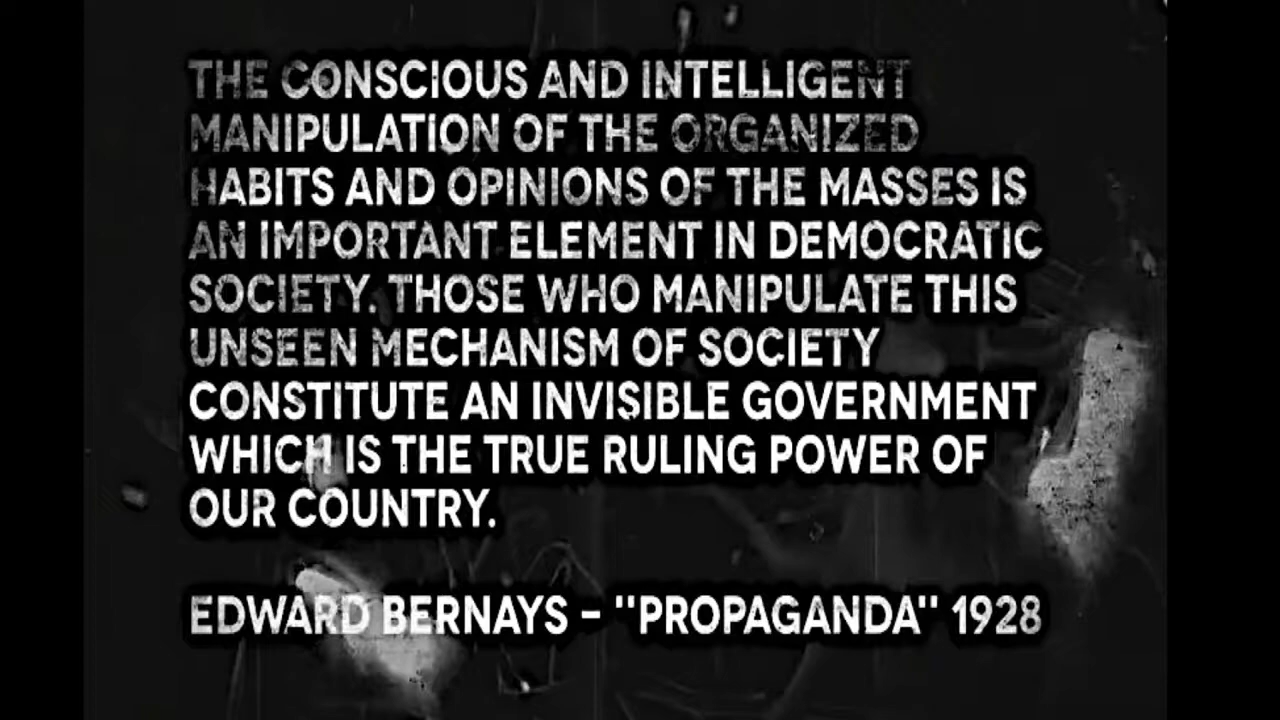 THE CONSCIOUS AND INTELLIGENT
MANIPULATION OF THE ORGANIZED
HABITS AND OPINIONS OF THE MASSES IS
AN IMPORTANT ELEMENT IN DEMOCRATIC
SOCIETY. THOSE WHO MANIPULATE THIS
UNSEEN MECHANISM OF SOCIETY
CONSTITUTE AN INVISIBLE GOVERNMENT
WHICH IS THE TRUE RULING POWER OF
OUR COUNTRY.
EDWARD BERNAYS - "PROPAGANDA" 1928